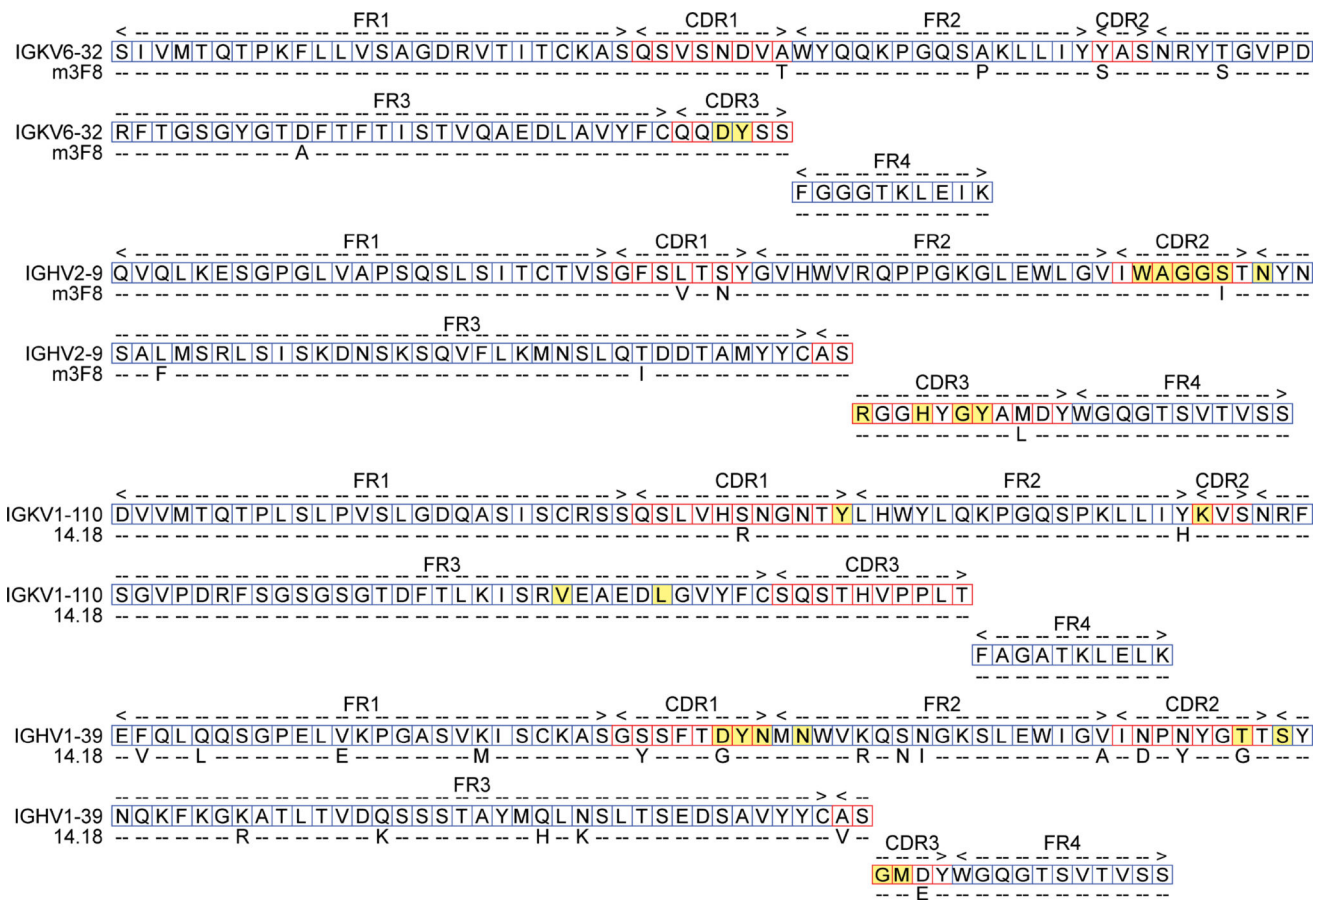 FR1 CDR1 FR2 CDR2
IGKV6-32 SIVMTQTPKFLLVSAGDRVTITCKASQSVSNDVAWYQQKPGQSAKLLIYYASNRYTGVPD
m3F8 T P S S
FR3 CDR3
IGKV6-32 RFTGSGYGTDFTFTISTVQAEDLAVYFCQQDYSS
m3F8 A
FR4
FGGGTKLEIK
FR1 CDR1 FR2 CDR2
IGHV2-9 QVQLKESGPGLVAPSQSLSITCTVSGFSLTSYGVHWVRQPPGKGLEWLGVIWAGGSTNYN
m3F8 V N I
FR3
IGHV2-9 SALMSRLSISKDNSKSQVFLKMNSLQTDDTAMYYCAS
m3F8 F I
CDR3 FR4
RGGHYGYAMDYWGQGTSVTVSS
L
FR1 CDR1 FR2 CDR2
IGKV1-110 DVVMTQTPLSLPVSLGDQASISCRSSQSLVHSNGNTYLHWYLQKPGQSPKLLIYKVSNRF
14.18 R H
FR3 CDR3
IGKV1-110 SGVPDRFSGSGSGTDFTLKISRVEAEDLGVYFCSQSTHVPPLT
14.18
FR4
FAGATKLELK
FR1 CDR1 FR2 CDR2
IGHV1-39 EFQLQQSGPELVKPGASVKISCKASGSSFTDYNMNWVKQSNGKSLEWIGVINPNYGTTSY
14.18 V L E M Y G R N I A D Y G
FR3
IGHV1-39 NQKFKGKATLTVDQSSSTAYMQLNSLTSEDSAVYYCAS
14.18 R K H K V
CDR3 FR4
GMDYWGQGTSVTVSS
E